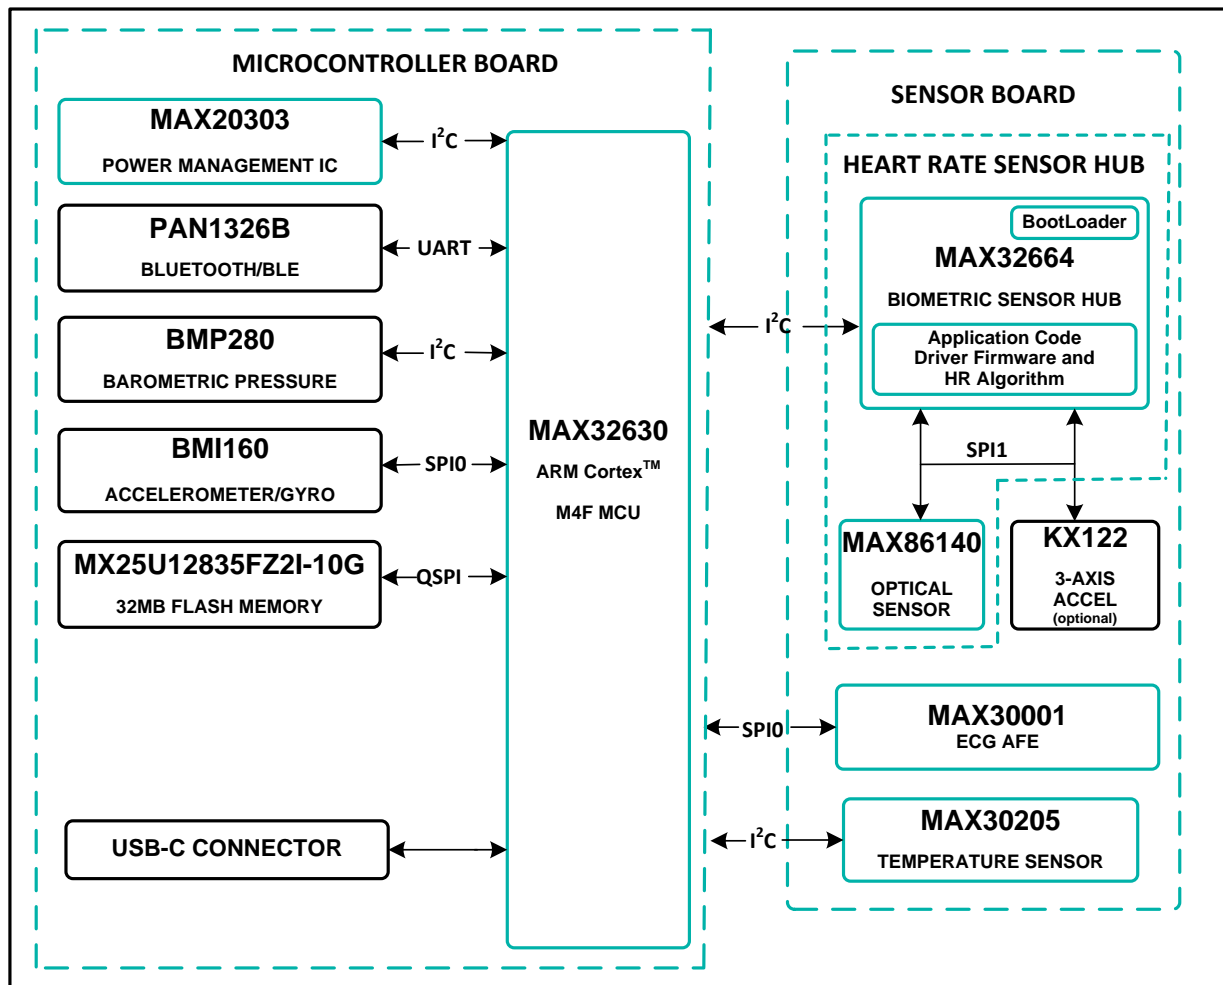 MICROCONTROLLER BOARD
MAX20303
POWER MANAGEMENT IC
I²C
PAN1326B
BLUETOOTH/BLE
UART
BMP280
BAROMETRIC PRESSURE
I²C
BMI160
ACCELEROMETER/GYRO
SPI0
MX25U12835FZ2I-10G
32MB FLASH MEMORY
QSPI
USB-C CONNECTOR
MAX32630
ARM Cortex™
M4F MCU
I²C
SPI0
I²C
SENSOR BOARD
HEART RATE SENSOR HUB
BootLoader
MAX32664
BIOMETRIC SENSOR HUB
Application Code
Driver Firmware and
HR Algorithm
SPI1
MAX86140
OPTICAL
SENSOR
KX122
3-AXIS
ACCEL
(optional)
MAX30001
ECG AFE
MAX30205
TEMPERATURE SENSOR